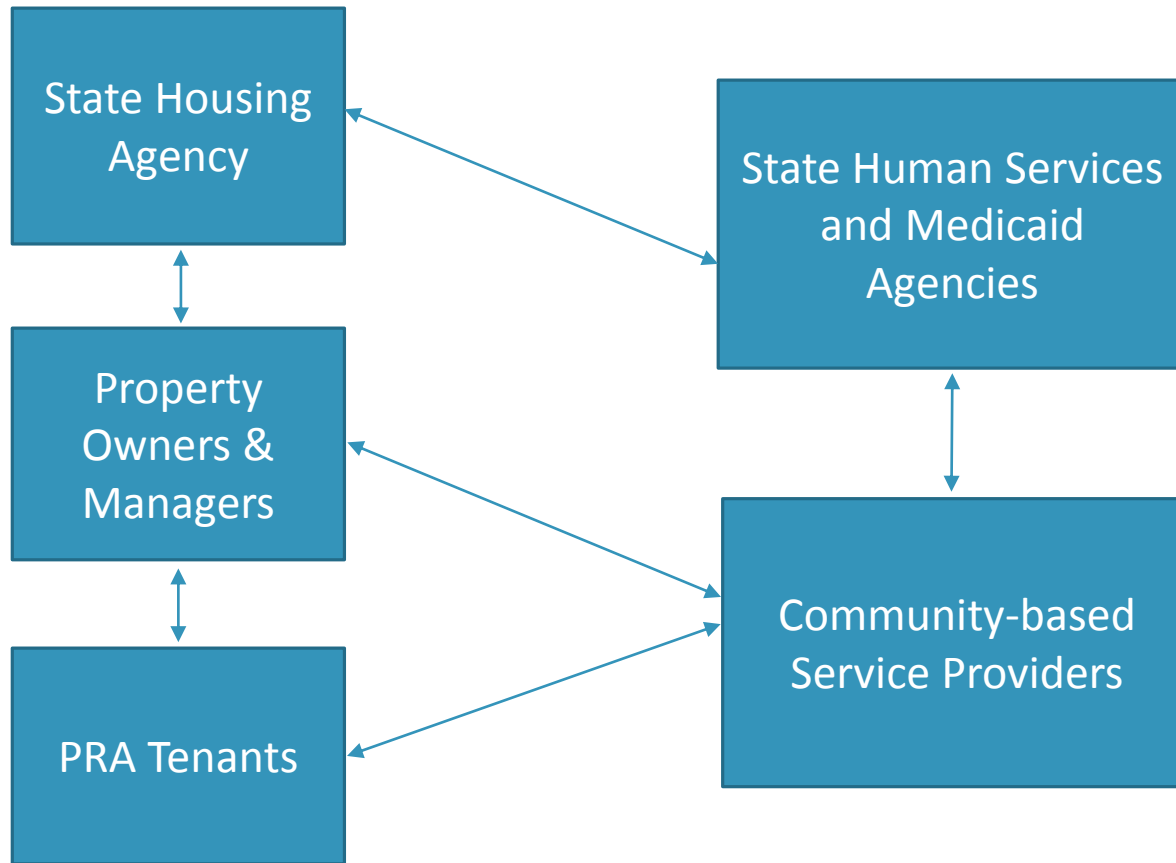 State Housing
Agency
State Human Services
and Medicaid
Agencies
Property
Owners &
Managers
Community-based
Service Providers
PRA Tenants